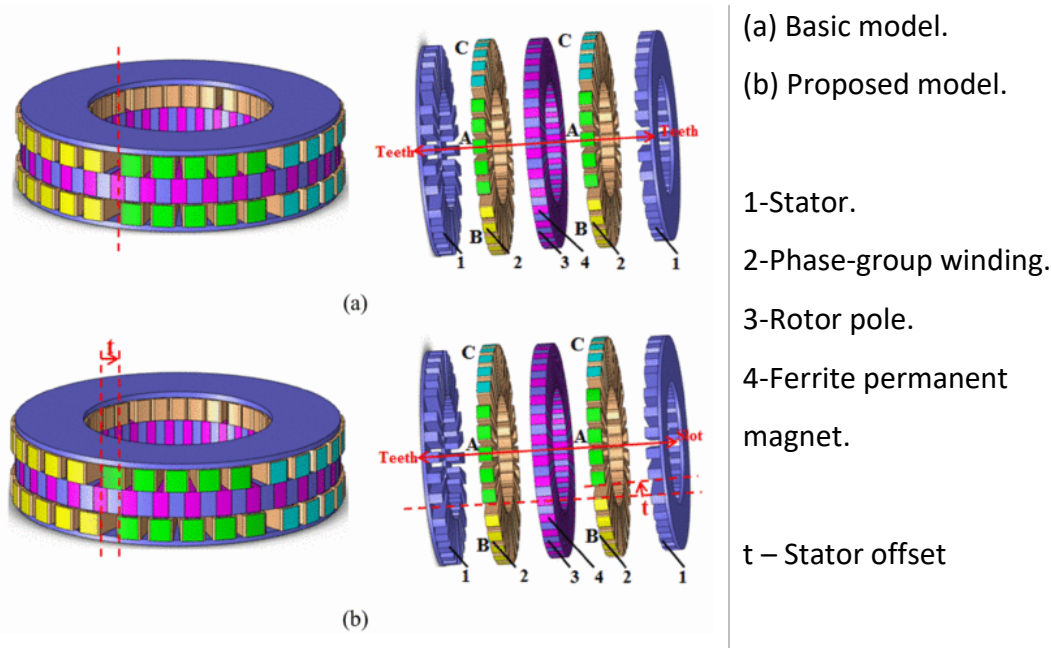 C
C
Teeth
A
A
Teeth
B
B
1
2
3
4
2
1
(a)
t
C
C
Teeth
A
A
Slot
t
B
B
1
2
3
4
2
1
(b)
(a) Basic model.
(b) Proposed model.
1-Stator.
2-Phase-group winding.
3-Rotor pole.
4-Ferrite permanent
magnet.
t – Stator offset